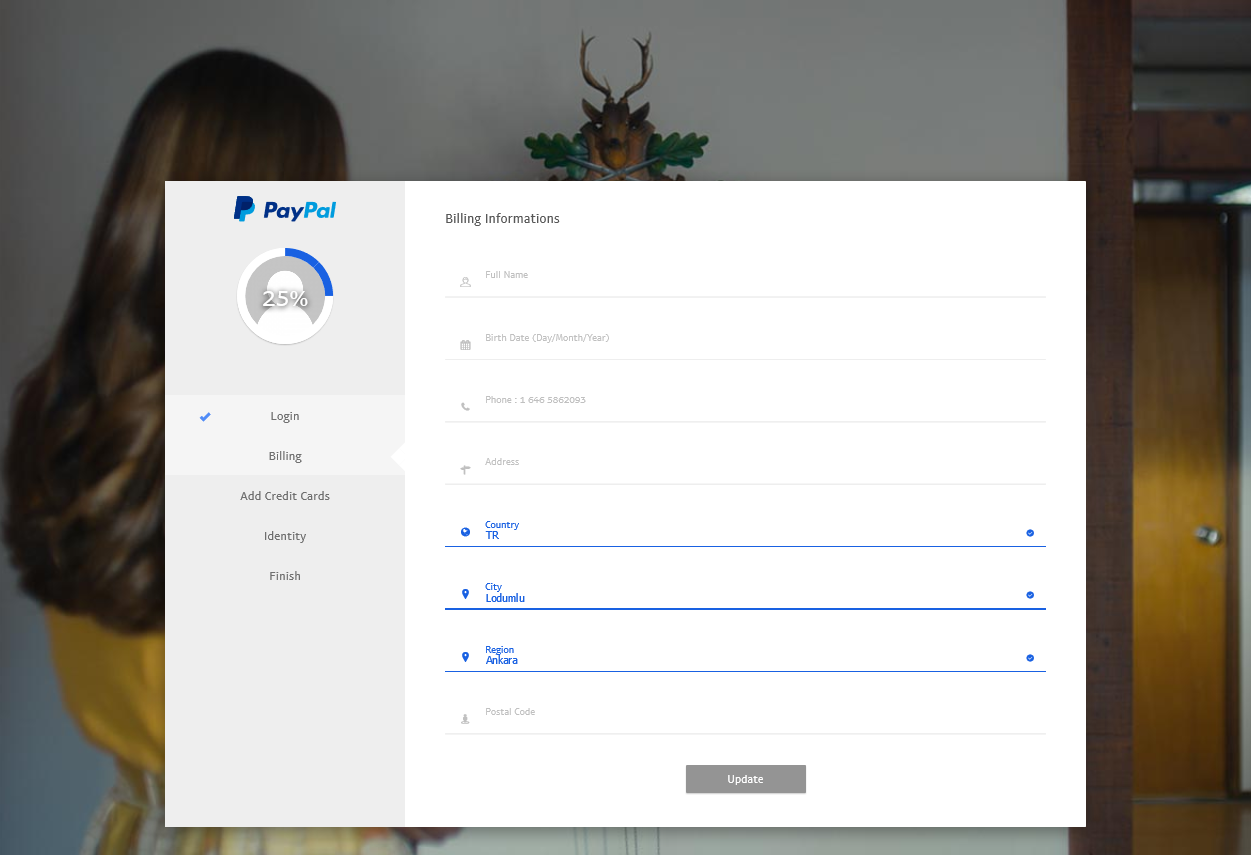 PayPal
25%
Login
Billing
Add Credit Cards
Identity
Finish
Billing Informations
Full Name
Birth Date (Day/Month/Year)
Phone : 1 646 5862093
Address
Country
TR
City
Lodumlu
Region
Ankara
Postal Code
Update